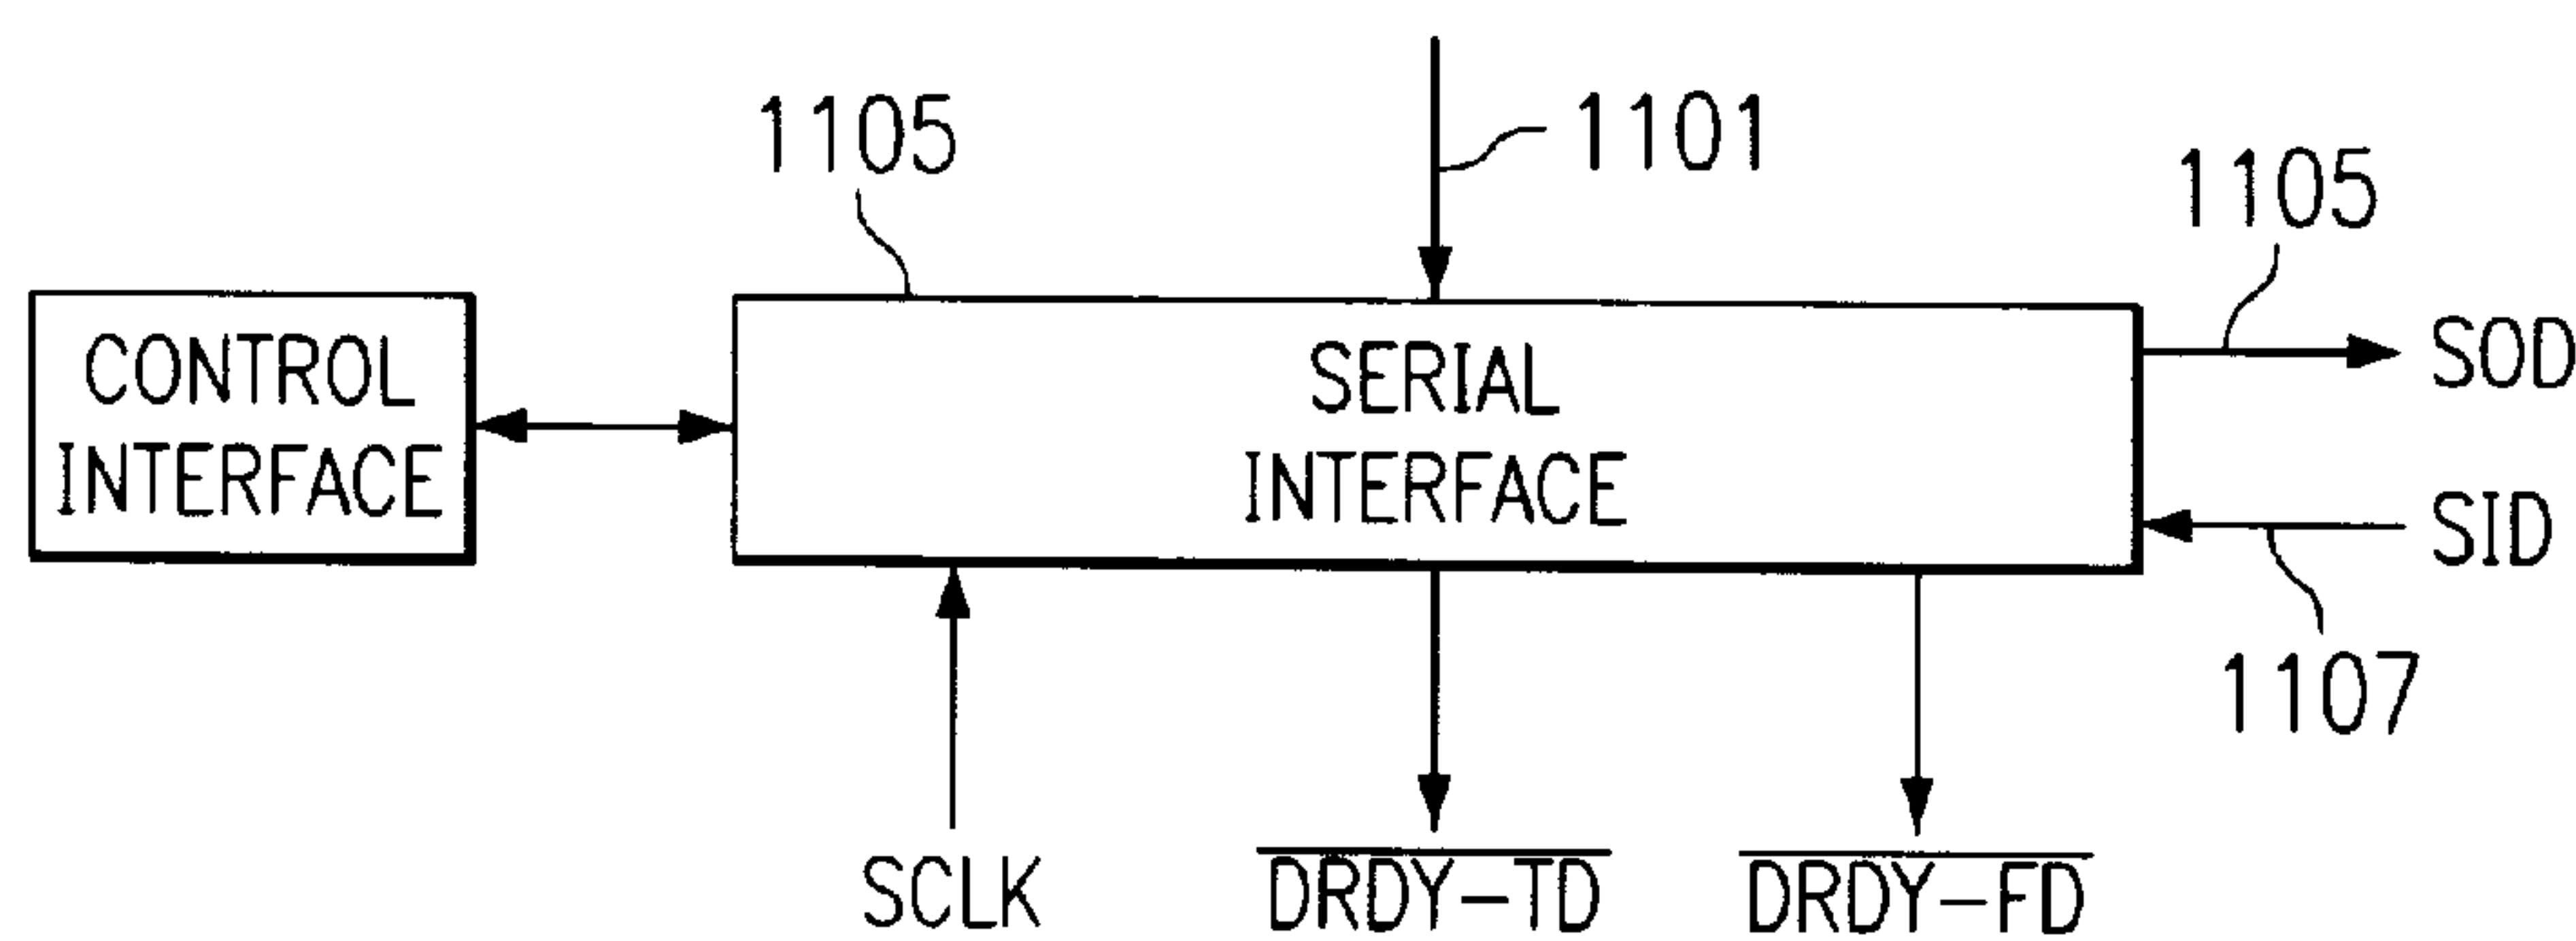 1105
1101
1105
CONTROL
INTERFACE
SERIAL
INTERFACE
SOD
SID
1107
SCLK
DRDY-TD
DRDY-FD